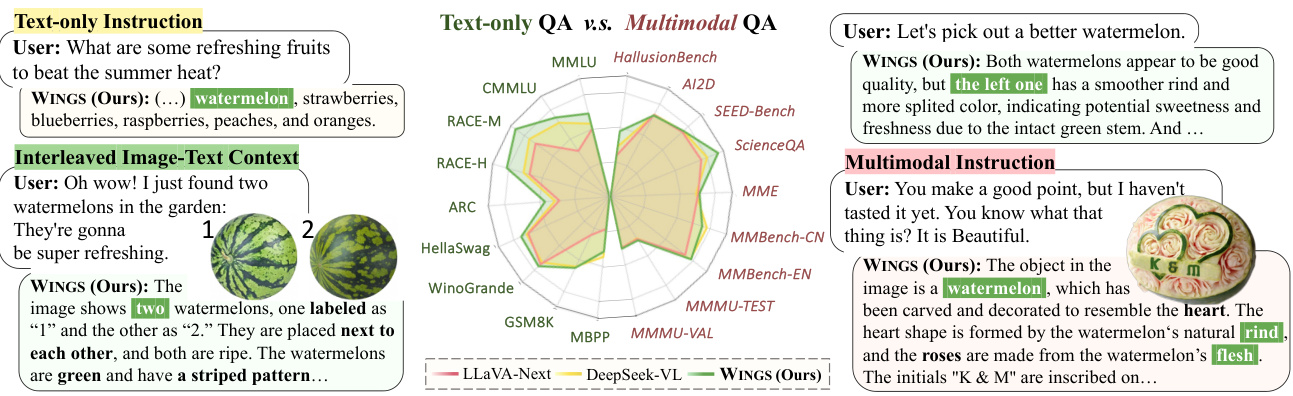 Text-only Instruction
User: What are some refreshing fruits
to beat the summer heat?
WINGS (Ours): (…) watermelon, strawberries,
blueberries, raspberries, peaches, and oranges.
Interleaved Image-Text Context
User: Oh wow! I just found two
watermelons in the garden:
They're gonna
be super refreshing.
1 2
WINGS (Ours): The
image shows two watermelons, one labeled as
“1” and the other as “2.” They are placed next to
each other, and both are ripe. The watermelons
are green and have a striped pattern…
Text-only QA v.s. Multimodal QA
MMLU
CMMLU
RACE-M
RACE-H
ARC
HellaSwag
WinoGrande
GSM8K
MBPP
HallusionBench
AI2D
SEED-Bench
ScienceQA
MME
MMBench-CN
MMBench-EN
MMMU-TEST
MMMU-VAL
LLaVA-Next DeepSeek-VL WINGS (Ours)
User: Let's pick out a better watermelon.
WINGS (Ours): Both watermelons appear to be good
quality, but the left one has a smoother rind and
more splited color, indicating potential sweetness and
freshness due to the intact green stem. And …
Multimodal Instruction
User: You make a good point, but I haven't
tasted it yet. You know what that
thing is? It is Beautiful.
K & M
WINGS (Ours): The object in the
image is a watermelon, which has
been carved and decorated to resemble the heart. The
heart shape is formed by the watermelon‘s natural rind,
and the roses are made from the watermelon’s flesh.
The initials "K & M" are inscribed on…